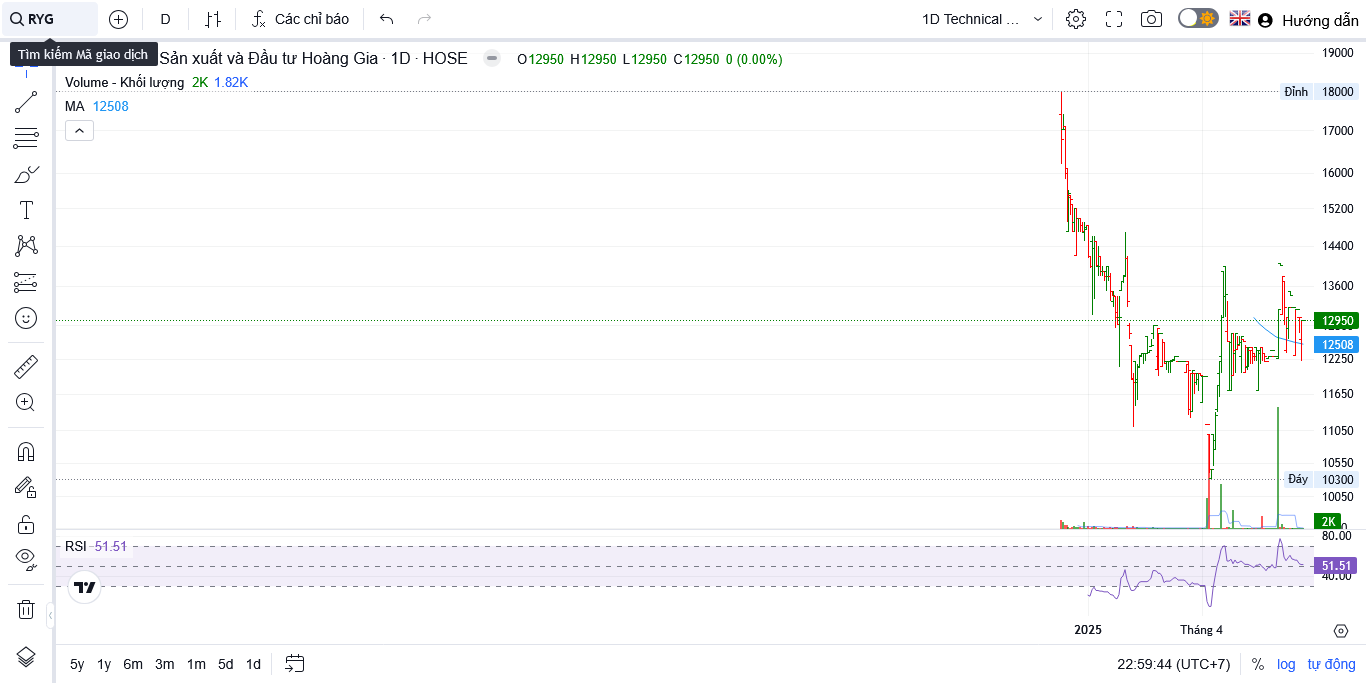 RYG D Các chỉ báo 1D Technical ... Hướng dẫn
Tìm kiếm Mã giao dịch
Sản xuất và Đầu tư Hoàng Gia · 1D · HOSE O12950 H12950 L12950 C12950 0 (0.00%)
Volume - Khối lượng 2K 1.82K
MA 12508
19000
Đỉnh 18000
17000
16000
15200
14400
13600
12950
12508
12250
11650
11050
10550
Đáy 10300
10050
2K
RSI 51.51
80.00
51.51
40.00
2025 Tháng 4
5y 1y 6m 3m 1m 5d 1d 22:59:44 (UTC+7) % log tự động